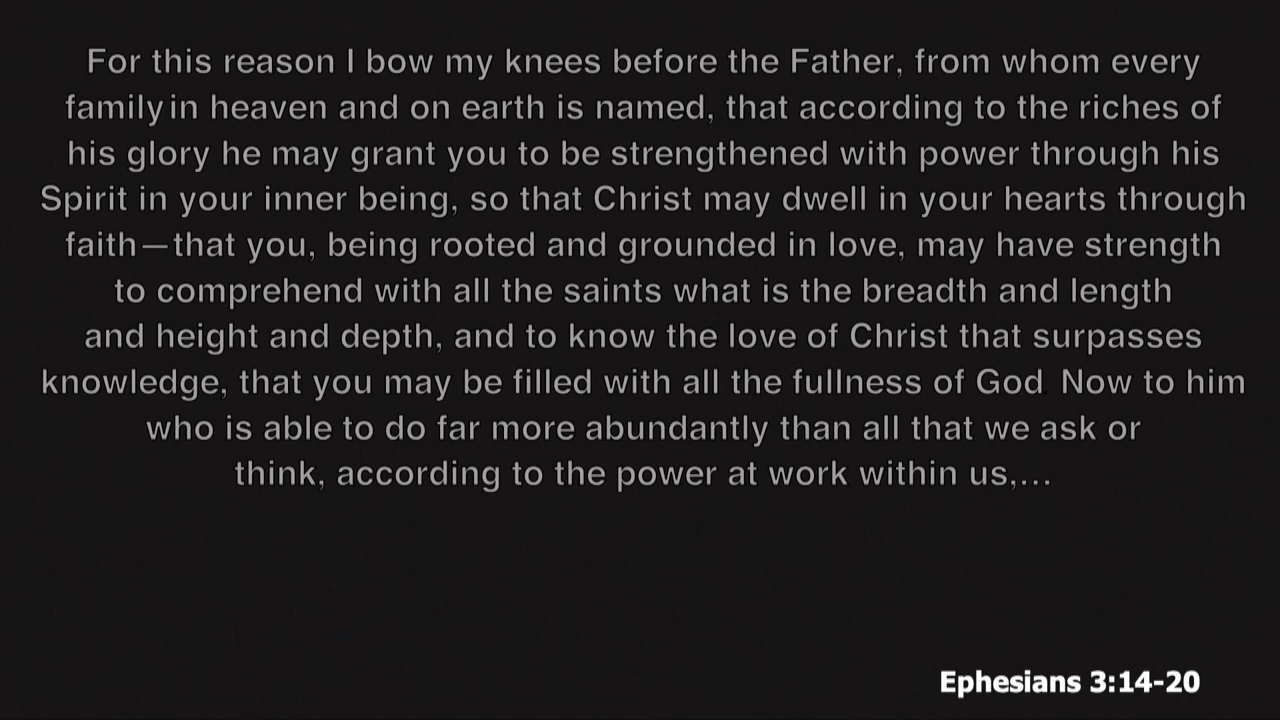 For this reason I bow my knees before the Father, from whom every
family in heaven and on earth is named, that according to the riches of
his glory he may grant you to be strengthened with power through his
Spirit in your inner being, so that Christ may dwell in your hearts through
faith—that you, being rooted and grounded in love, may have strength
to comprehend with all the saints what is the breadth and length
and height and depth, and to know the love of Christ that surpasses
knowledge, that you may be filled with all the fullness of God Now to him
who is able to do far more abundantly than all that we ask or
think, according to the power at work within us,...
Ephesians 3:14-20